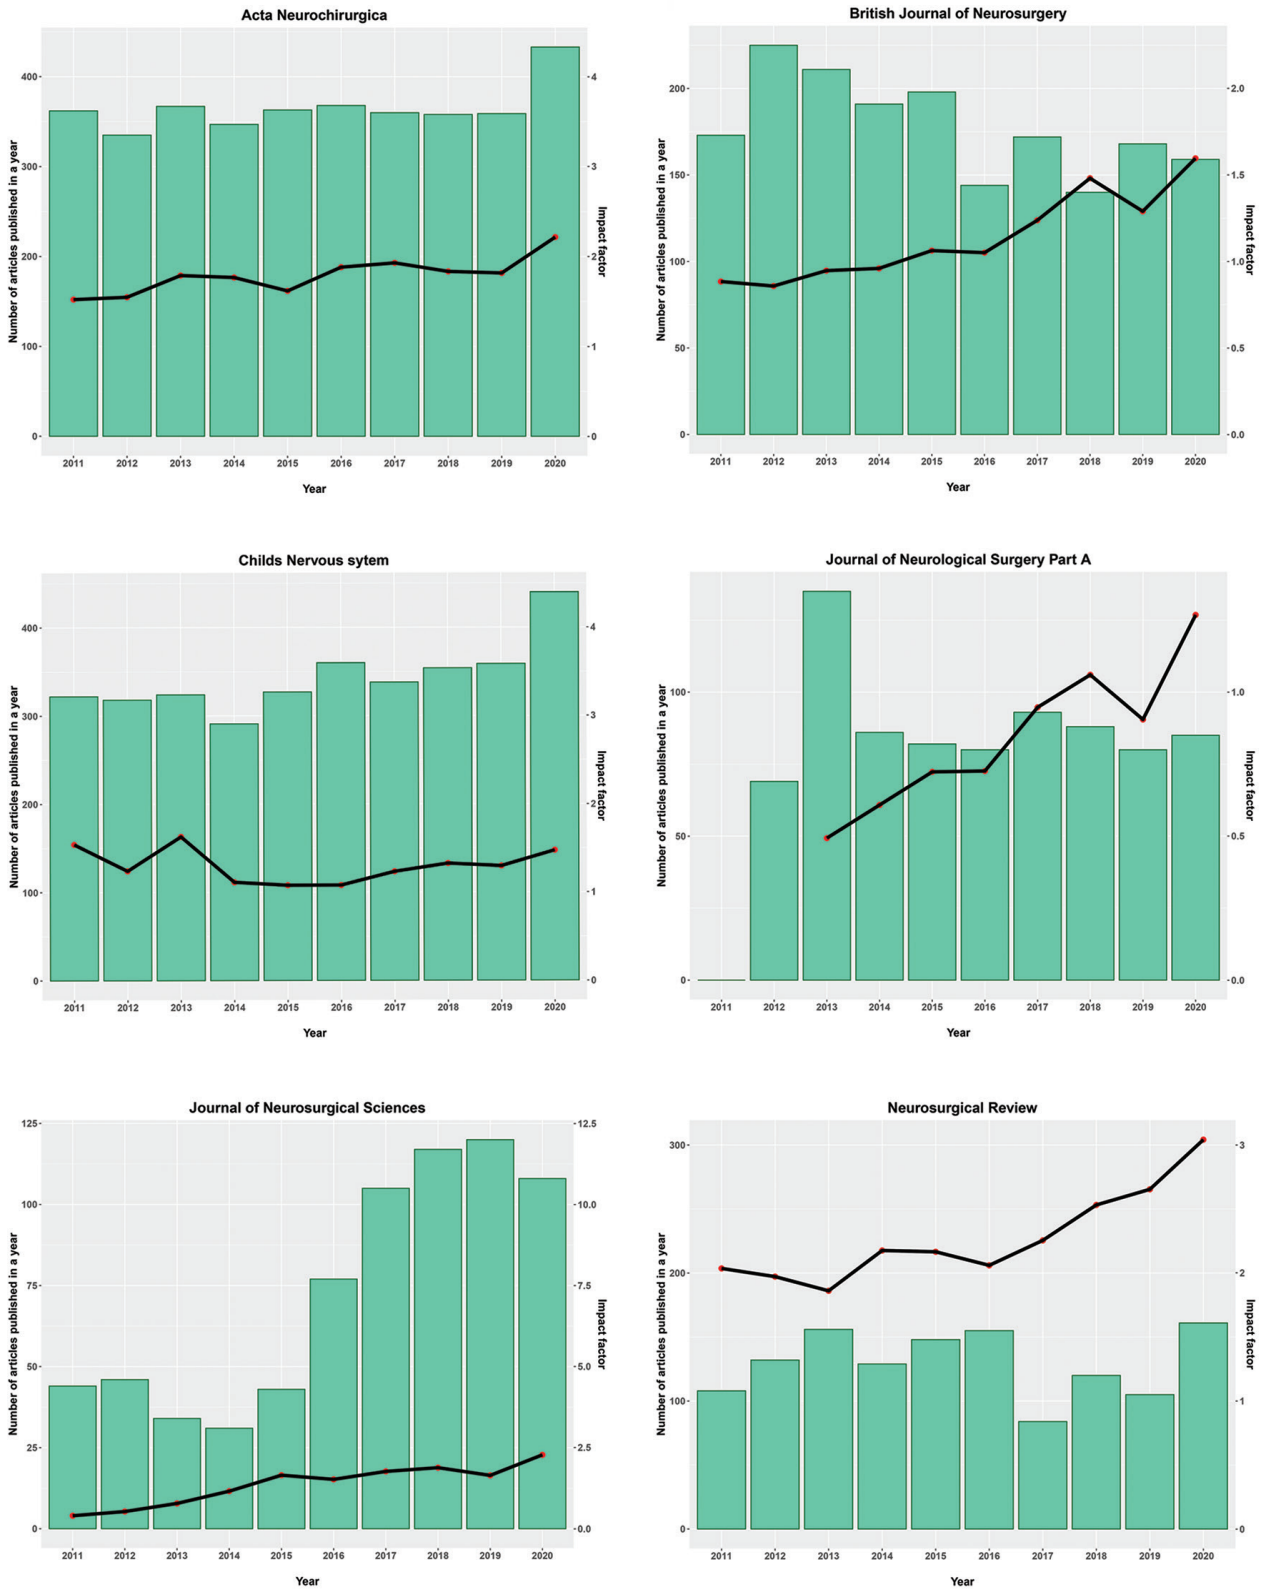 Acta Neurochirurgica
Number of articles published in a year
400
300
200
100
0
4
3
2
1
0
Impact factor
2011 2012 2013 2014 2015 2016 2017 2018 2019 2020
Year
British Journal of Neurosurgery
Number of articles published in a year
200
150
100
50
0
2.0
1.5
1.0
0.5
0.0
Impact factor
2011 2012 2013 2014 2015 2016 2017 2018 2019 2020
Year
Childs Nervous sytem
Number of articles published in a year
400
300
200
100
0
4
3
2
1
0
Impact factor
2011 2012 2013 2014 2015 2016 2017 2018 2019 2020
Year
Journal of Neurological Surgery Part A
Number of articles published in a year
100
50
0
1.0
0.5
0.0
Impact factor
2011 2012 2013 2014 2015 2016 2017 2018 2019 2020
Year
Journal of Neurosurgical Sciences
Number of articles published in a year
125
100
75
50
25
0
12.5
10.0
7.5
5.0
2.5
0.0
Impact factor
2011 2012 2013 2014 2015 2016 2017 2018 2019 2020
Year
Neurosurgical Review
Number of articles published in a year
300
200
100
0
3
2
1
0
Impact factor
2011 2012 2013 2014 2015 2016 2017 2018 2019 2020
Year